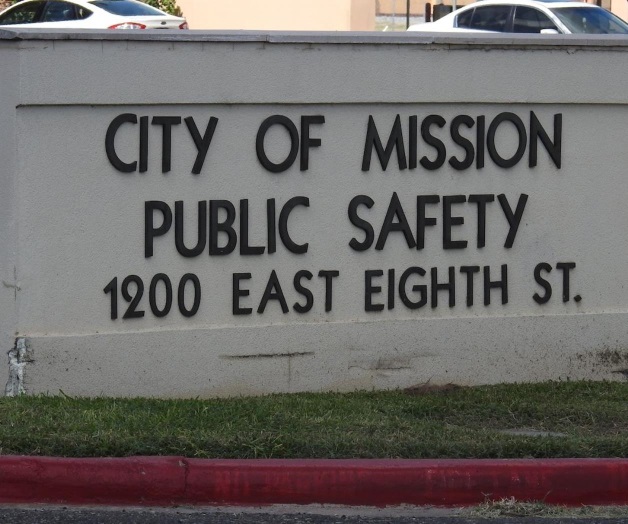 CITY OF MISSION
PUBLIC SAFETY
1200 EAST EIGHTH ST.